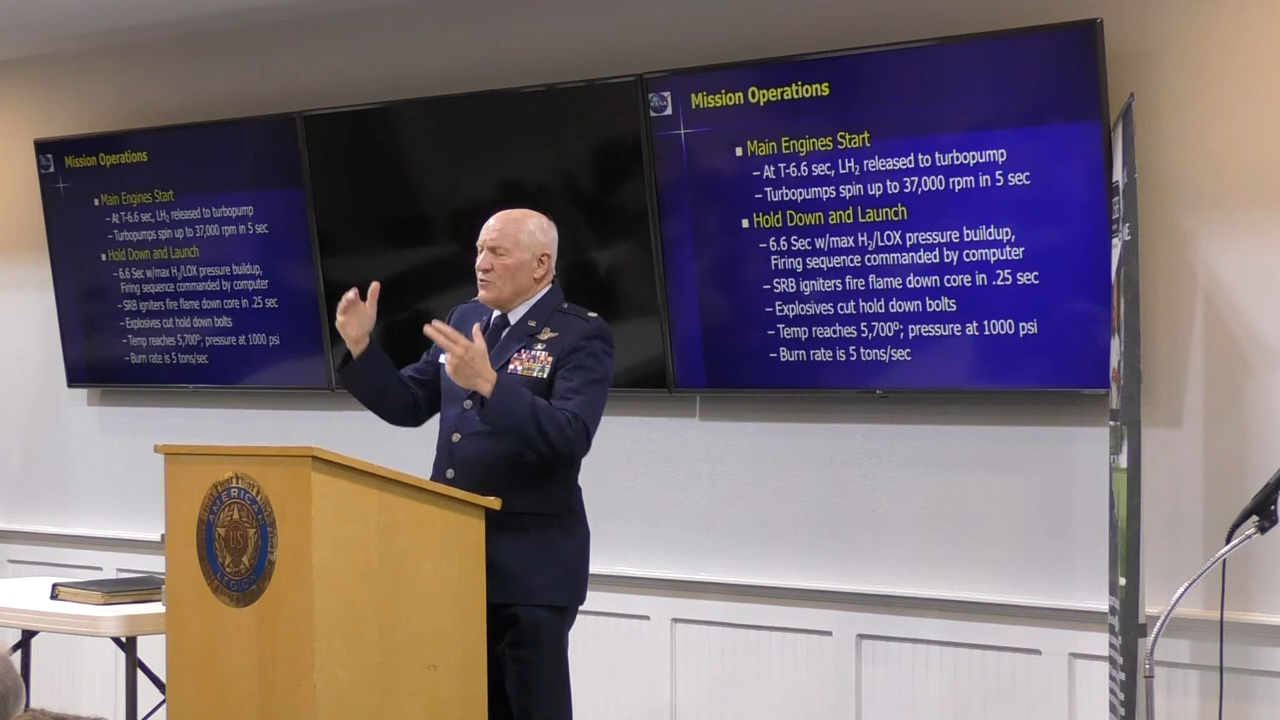 Mission Operations
Main Engines Start
– At T-6.6 sec, LH₂ released to turbopump
– Turbopumps spin up to 37,000 rpm in 5 sec
Hold Down and Launch
– 6.6 Sec w/max H₂/LOX pressure buildup,
Firing sequence commanded by computer
– SRB igniters fire flame down core in .25 sec
– Explosives cut hold down bolts
– Temp reaches 5,700º; pressure at 1000 psi
– Burn rate is 5 tons/sec
NASA
Mission Operations
Main Engines Start
– At T-6.6 sec, LH₂ released to turbopump
– Turbopumps spin up to 37,000 rpm in 5 sec
Hold Down and Launch
– 6.6 Sec w/max H₂/LOX pressure buildup,
Firing sequence commanded by computer
– SRB igniters fire flame down core in .25 sec
– Explosives cut hold down bolts
– Temp reaches 5,700º; pressure at 1000 psi
– Burn rate is 5 tons/sec
AMERICAN
US
LEGION